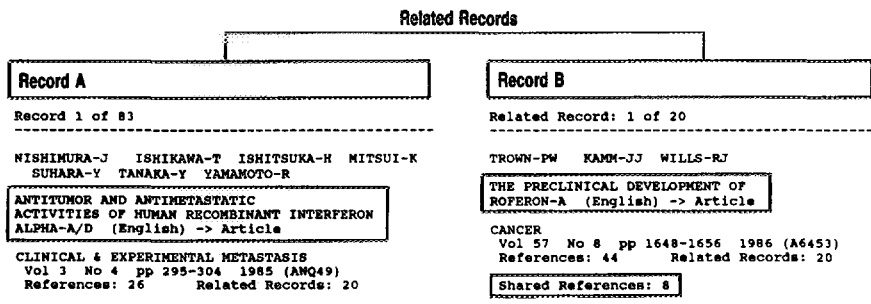 Related Records
Record A
Record 1 of 83
NISHIMURA-J ISHIKAWA-T ISHITSUKA-H MITSUI-K
SUHARA-Y TANAKA-Y YAMAMOTO-R
ANTITUMOR AND ANTIMETASTATIC
ACTIVITIES OF HUMAN RECOMBINANT INTERFERON
ALPHA-A/D (English) -> Article
CLINICAL & EXPERIMENTAL METASTASIS
Vol 3 No 4 pp 295-304 1985 (ANQ49)
References: 26 Related Records: 20
Record B
Related Record: 1 of 20
TROWN-PW KAMM-JJ WILLS-RJ
THE PRECLINICAL DEVELOPMENT OF
ROFERON-A (English) -> Article
CANCER
Vol 57 No 8 pp 1648-1656 1986 (A6453)
References: 44 Related Records: 20
Shared References: 8